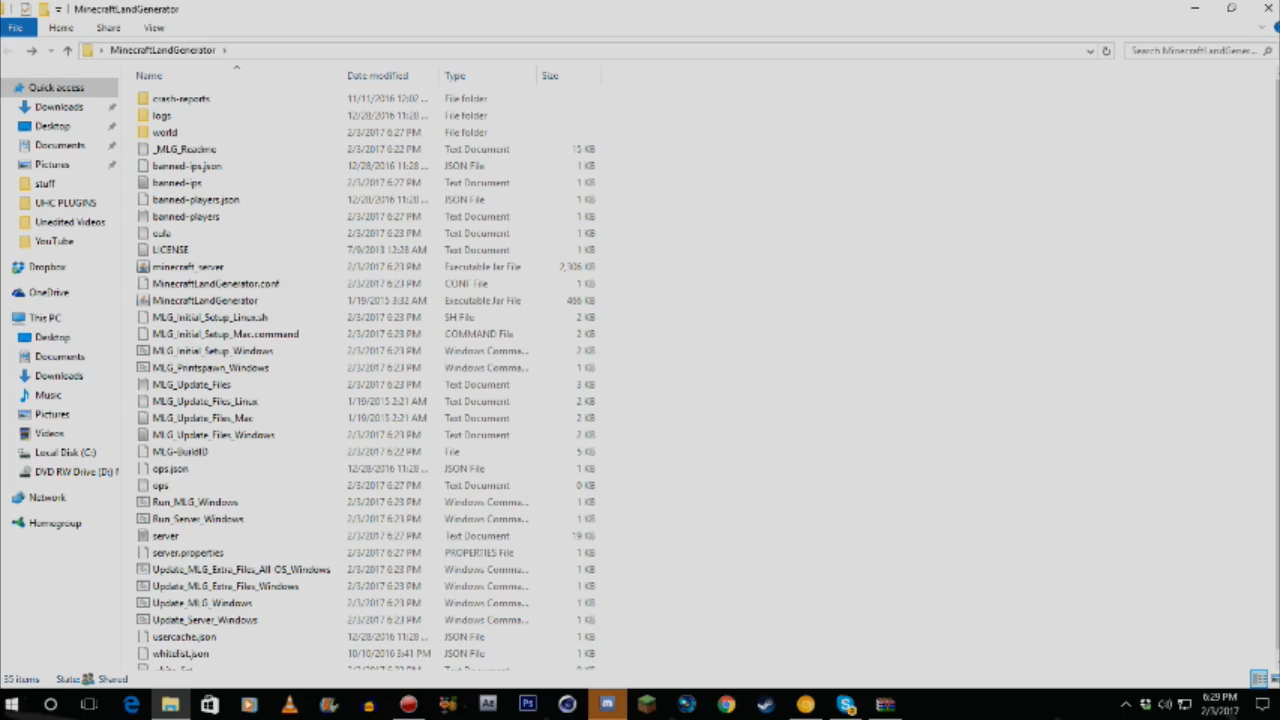 MinecraftLandGenerator
File Home Share View
MinecraftLandGenerator Search MinecraftLandGener...
Name Date modified Type Size
Quick access
Downloads
Desktop
Documents
Pictures
stuff
UHC PLUGINS
Unedited Videos
YouTube
Dropbox
OneDrive
This PC
Desktop
Documents
Downloads
Music
Pictures
Videos
Local Disk (C:)
DVD RW Drive (D:)
Network
Homegroup
crash-reports 11/11/2016 12:02 ... File folder
logs 12/28/2016 11:28 ... File folder
world 2/3/2017 6:27 PM File folder
_MLG_Readme 2/3/2017 6:22 PM Text Document 15 KB
banned-ips.json 12/28/2016 11:28 ... JSON File 1 KB
banned-ips 2/3/2017 6:27 PM Text Document 1 KB
banned-players.json 12/28/2016 11:28 ... JSON File 1 KB
banned-players 2/3/2017 6:27 PM Text Document 1 KB
eula 2/3/2017 6:23 PM Text Document 1 KB
LICENSE 7/9/2013 12:28 AM Text Document 1 KB
minecraft_server 2/3/2017 6:23 PM Executable Jar File 2,306 KB
MinecraftLandGenerator.conf 2/3/2017 6:23 PM CONF File 1 KB
MinecraftLandGenerator 1/19/2015 3:32 AM Executable Jar File 466 KB
MLG_Initial_Setup_Linux.sh 2/3/2017 6:23 PM SH File 2 KB
MLG_Initial_Setup_Mac.command 2/3/2017 6:23 PM COMMAND File 2 KB
MLG_Initial_Setup_Windows 2/3/2017 6:23 PM Windows Comma... 2 KB
MLG_Printspawn_Windows 2/3/2017 6:23 PM Windows Comma... 2 KB
MLG_Update_Files 2/3/2017 6:23 PM Text Document 3 KB
MLG_Update_Files_Linux 1/19/2015 2:21 AM Text Document 2 KB
MLG_Update_Files_Mac 1/19/2015 2:21 AM Text Document 2 KB
MLG_Update_Files_Windows 2/3/2017 6:23 PM Text Document 2 KB
MLG-BuildID 2/3/2017 6:22 PM File 5 KB
ops.json 12/28/2016 11:28 ... JSON File 1 KB
ops 2/3/2017 6:27 PM Text Document 0 KB
Run_MLG_Windows 2/3/2017 6:23 PM Windows Comma... 1 KB
Run_Server_Windows 2/3/2017 6:23 PM Windows Comma... 1 KB
server 2/3/2017 6:27 PM Text Document 19 KB
server.properties 2/3/2017 6:23 PM PROPERTIES File 1 KB
Update_MLG_Extra_Files_All_OS_Windows 2/3/2017 6:23 PM Windows Comma... 1 KB
Update_MLG_Extra_Files_Windows 2/3/2017 6:23 PM Windows Comma... 1 KB
Update_MLG_Windows 2/3/2017 6:23 PM Windows Comma... 1 KB
Update_Server_Windows 2/3/2017 6:23 PM Windows Comma... 1 KB
usercache.json 12/28/2016 11:28 ... JSON File 1 KB
whitelist.json 10/10/2016 3:41 PM JSON File 1 KB
35 items State: Shared
Ae Ps
6:29 PM
2/3/2017